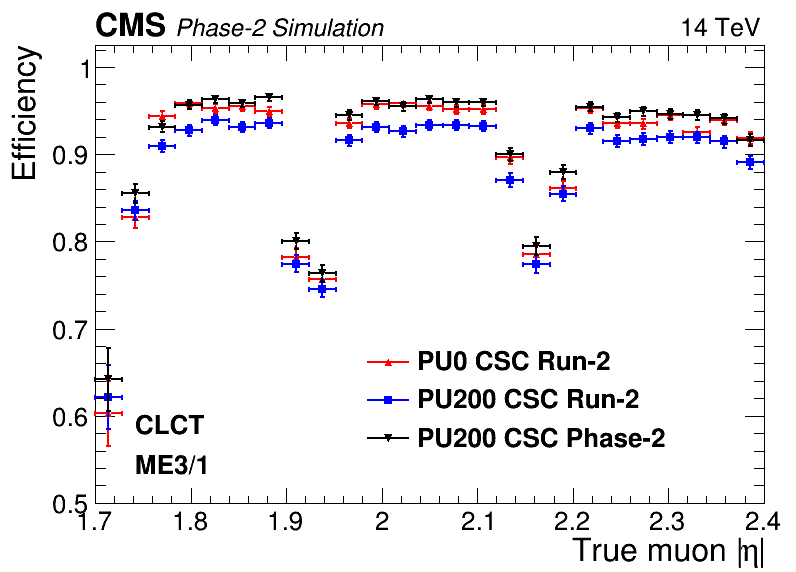 CMS Phase-2 Simulation 14 TeV
Efficiency
1
0.9
0.8
0.7
0.6
0.5
PU0 CSC Run-2
PU200 CSC Run-2
PU200 CSC Phase-2
CLCT
ME3/1
1.7 1.8 1.9 2 2.1 2.2 2.3 2.4
True muon |η|